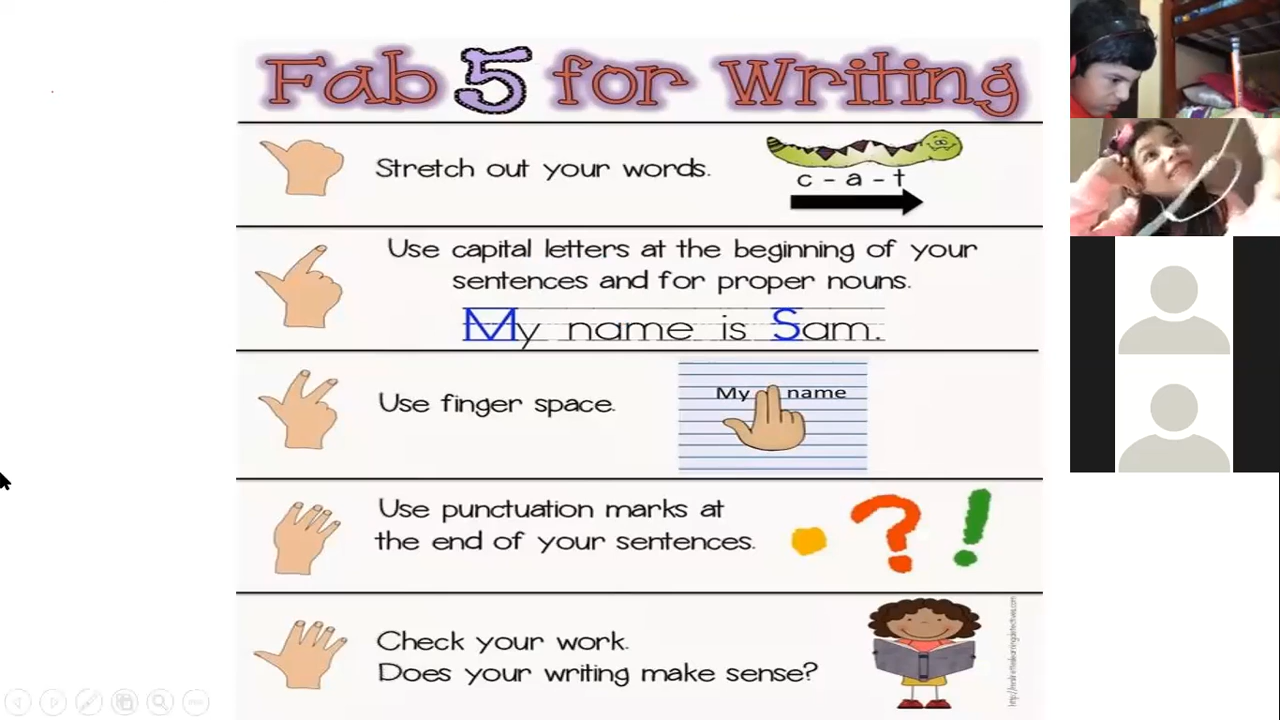 Fab 5 for Writing
Stretch out your words.
c - a - t
Use capital letters at the beginning of your
sentences and for proper nouns.
My name is Sam.
Use finger space.
My name
Use punctuation marks at
the end of your sentences.
. ? !
Check your work.
Does your writing make sense?